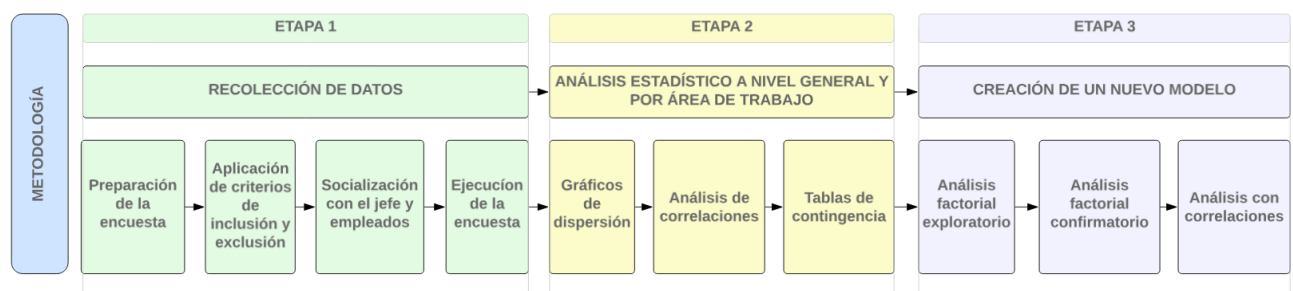 METODOLOGÍA
ETAPA 1
ETAPA 2
ETAPA 3
RECOLECCIÓN DE DATOS
ANÁLISIS ESTADÍSTICO A NIVEL GENERAL Y
POR ÁREA DE TRABAJO
CREACIÓN DE UN NUEVO MODELO
Preparación
de la
encuesta
Aplicación
de criterios
de
inclusión y
exclusión
Socialización
con el jefe y
empleados
Ejecucíon
de la
encuesta
Gráficos
de
dispersión
Análisis de
correlaciones
Tablas de
contingencia
Análisis
factorial
exploratorio
Análisis
factorial
confirmatorio
Análisis con
correlaciones